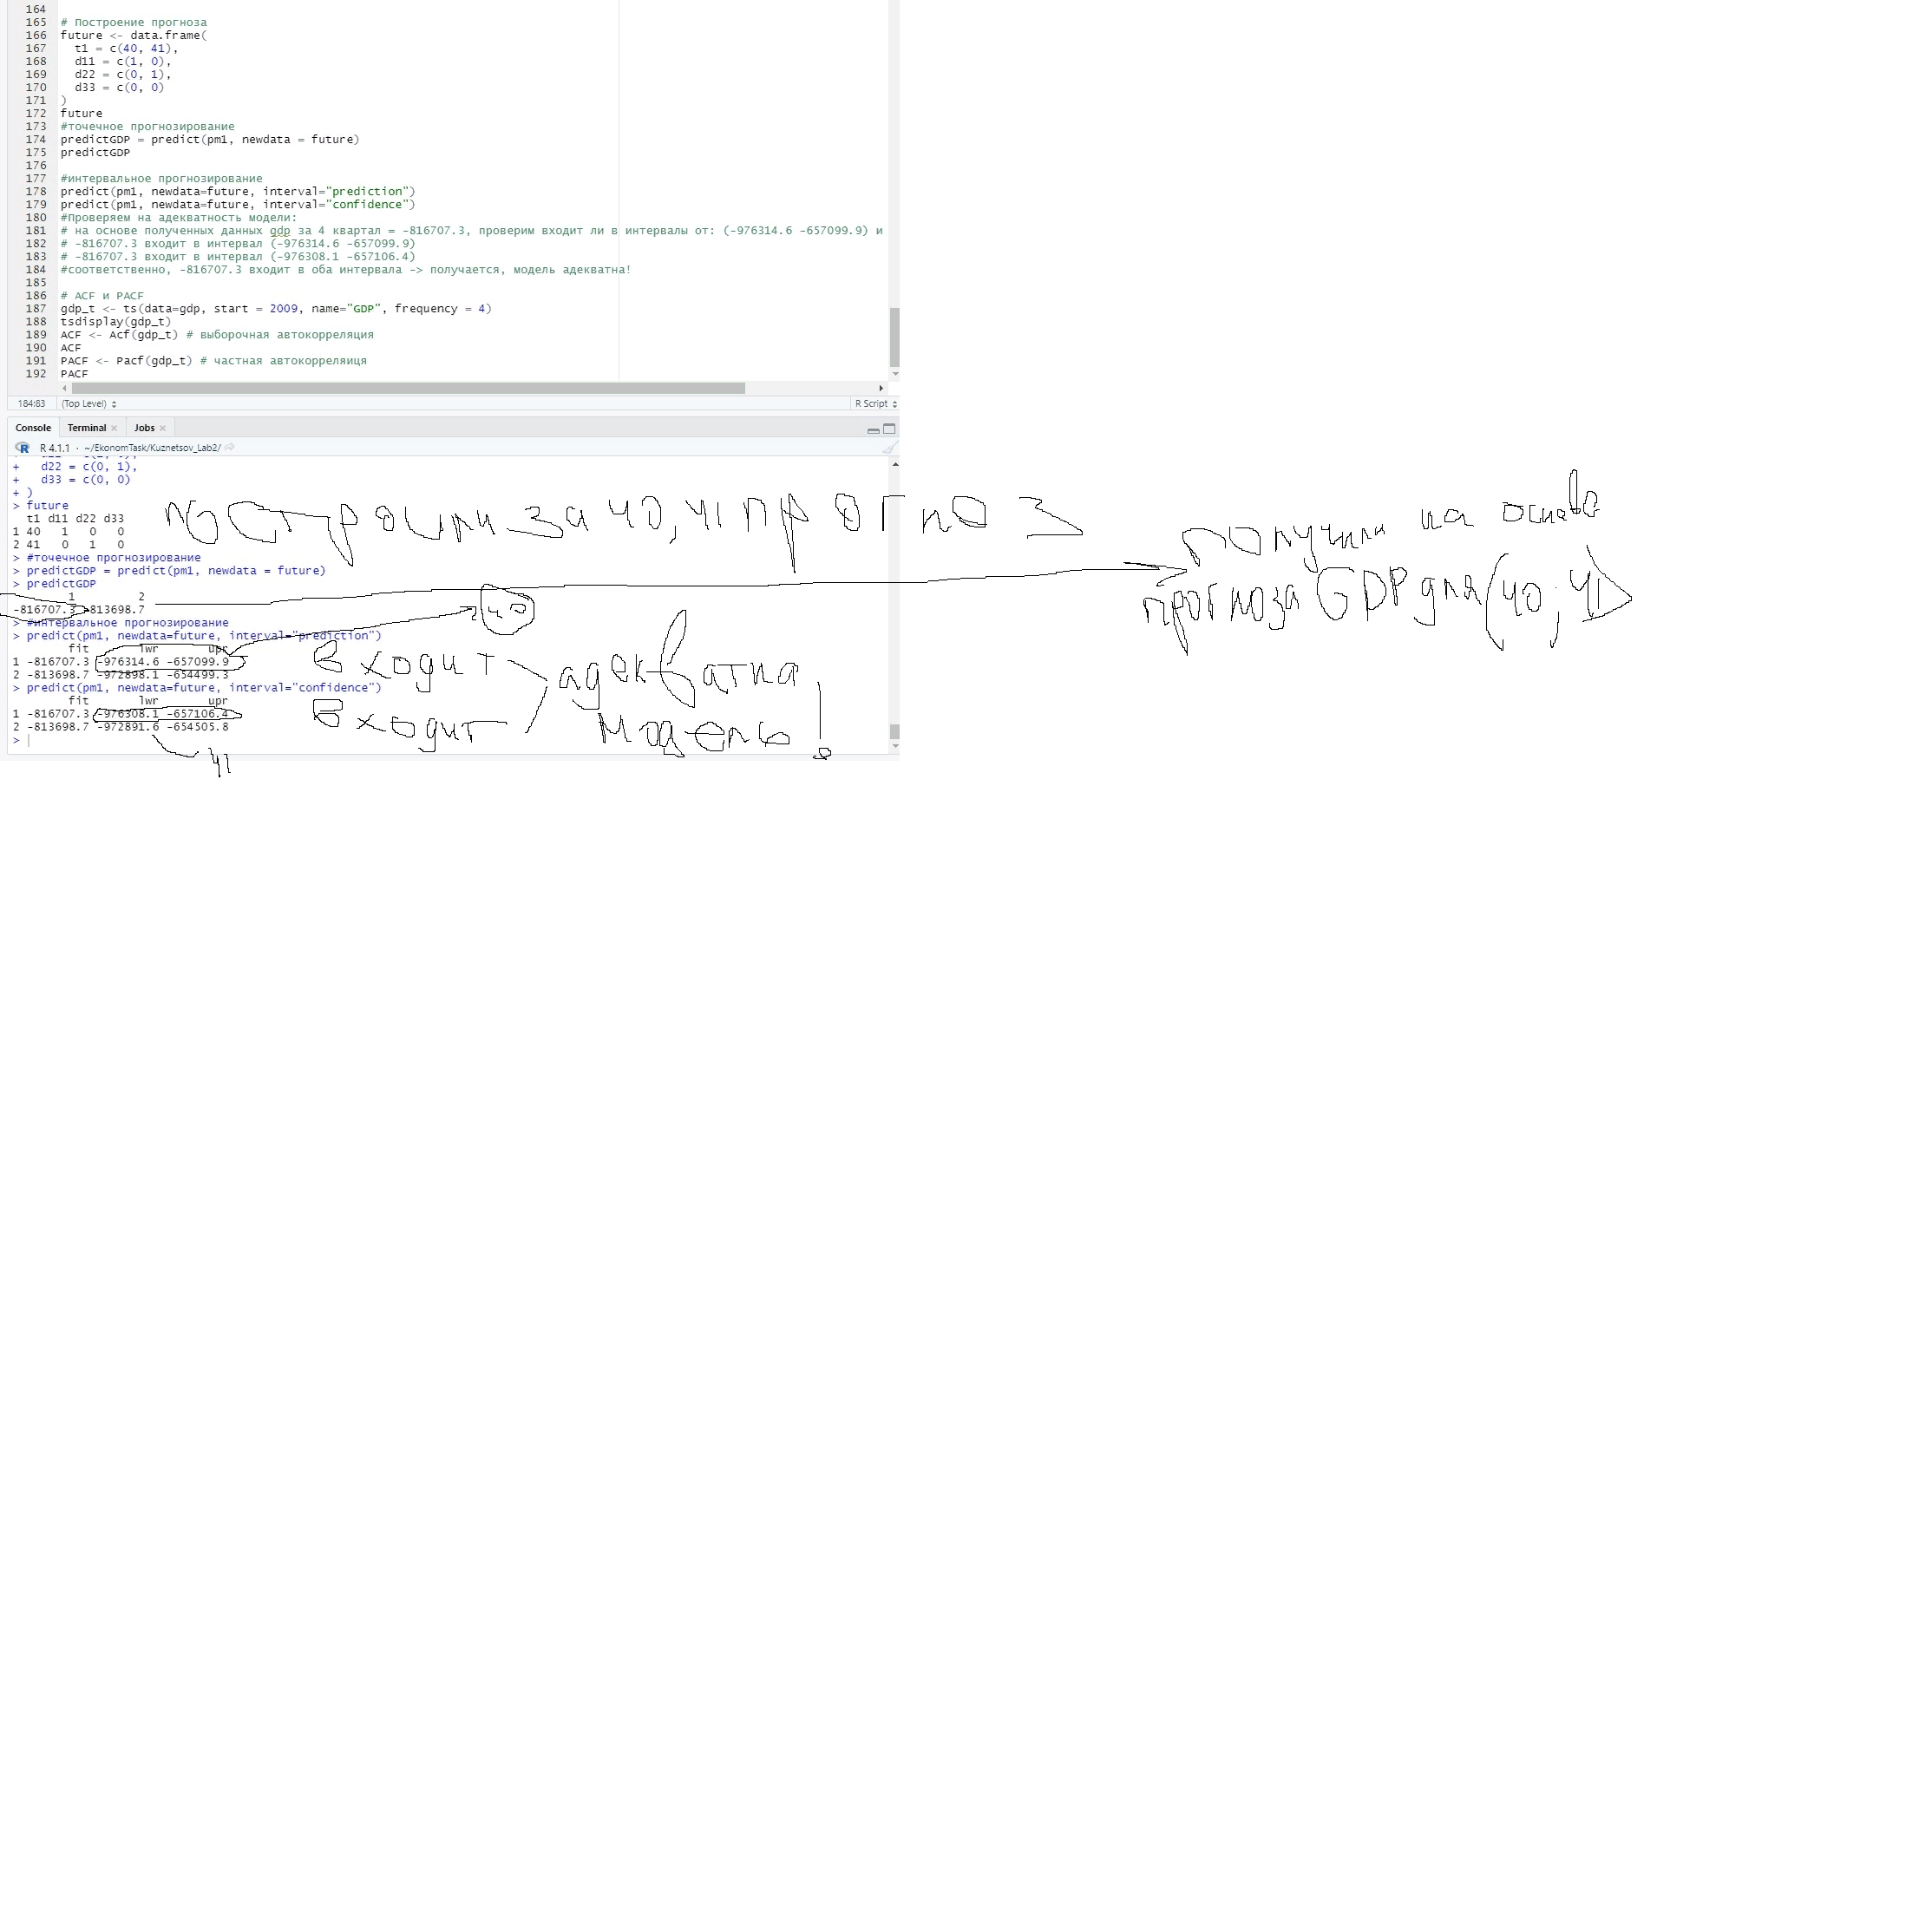 164
165 # Построение прогноза
166 future <- data.frame(
167 t1 = c(40, 41),
168 d11 = c(1, 0),
169 d22 = c(0, 1),
170 d33 = c(0, 0)
171 )
172 future
173 #точечное прогнозирование
174 predictGDP = predict(pm1, newdata = future)
175 predictGDP
176
177 #интервальное прогнозирование
178 predict(pm1, newdata=future, interval="prediction")
179 predict(pm1, newdata=future, interval="confidence")
180 #Проверяем на адекватность модели:
181 # на основе полученных данных gdp за 4 квартал = -816707.3, проверим входит ли в интервалы от: (-976314.6 -657099.9) и
182 # -816707.3 входит в интервал (-976314.6 -657099.9)
183 # -816707.3 входит в интервал (-976308.1 -657106.4)
184 #соответственно, -816707.3 входит в оба интервала -> получается, модель адекватна!
185
186 # ACF и PACF
187 gdp_t <- ts(data=gdp, start = 2009, name="GDP", frequency = 4)
188 tsdisplay(gdp_t)
189 ACF <- Acf(gdp_t) # выборочная автокорреляция
190 ACF
191 PACF <- Pacf(gdp_t) # частная автокорреляиця
192 PACF
184:83 (Top Level) R Script
Console Terminal Jobs
R 4.1.1 · ~/EkonomTask/Kuznetsov_Lab2/
+ d22 = c(0, 1),
+ d33 = c(0, 0)
+ )
> future
t1 d11 d22 d33
1 40 1 0 0
2 41 0 1 0
построили за 40,41 прогноз
получили на основе
прогноза GDP для (40; 41)
> #точечное прогнозирование
> predictGDP = predict(pm1, newdata = future)
> predictGDP
1 2
-816707.3 -813698.7
40
> #интервальное прогнозирование
> predict(pm1, newdata=future, interval="prediction")
fit lwr upr
1 -816707.3 -976314.6 -657099.9
2 -813698.7 -972898.1 -654499.3
входит
адекватна
> predict(pm1, newdata=future, interval="confidence")
fit lwr upr
1 -816707.3 -976308.1 -657106.4
2 -813698.7 -972891.6 -654505.8
входит
модель!
>
41